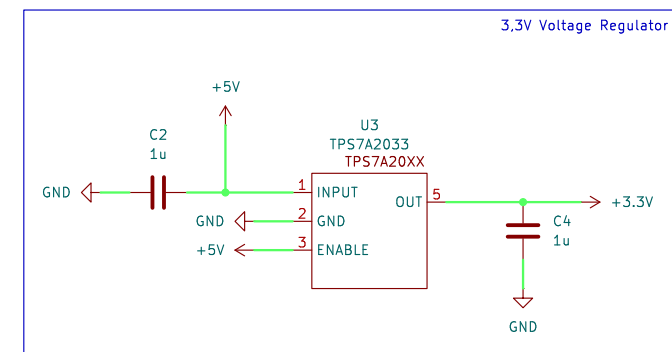 3,3V Voltage Regulator
+5V
C2
1u
GND
U3
TPS7A2033
TPS7A20XX
1 INPUT
GND 2 GND
+5V 3 ENABLE
OUT 5
+3.3V
C4
1u
GND